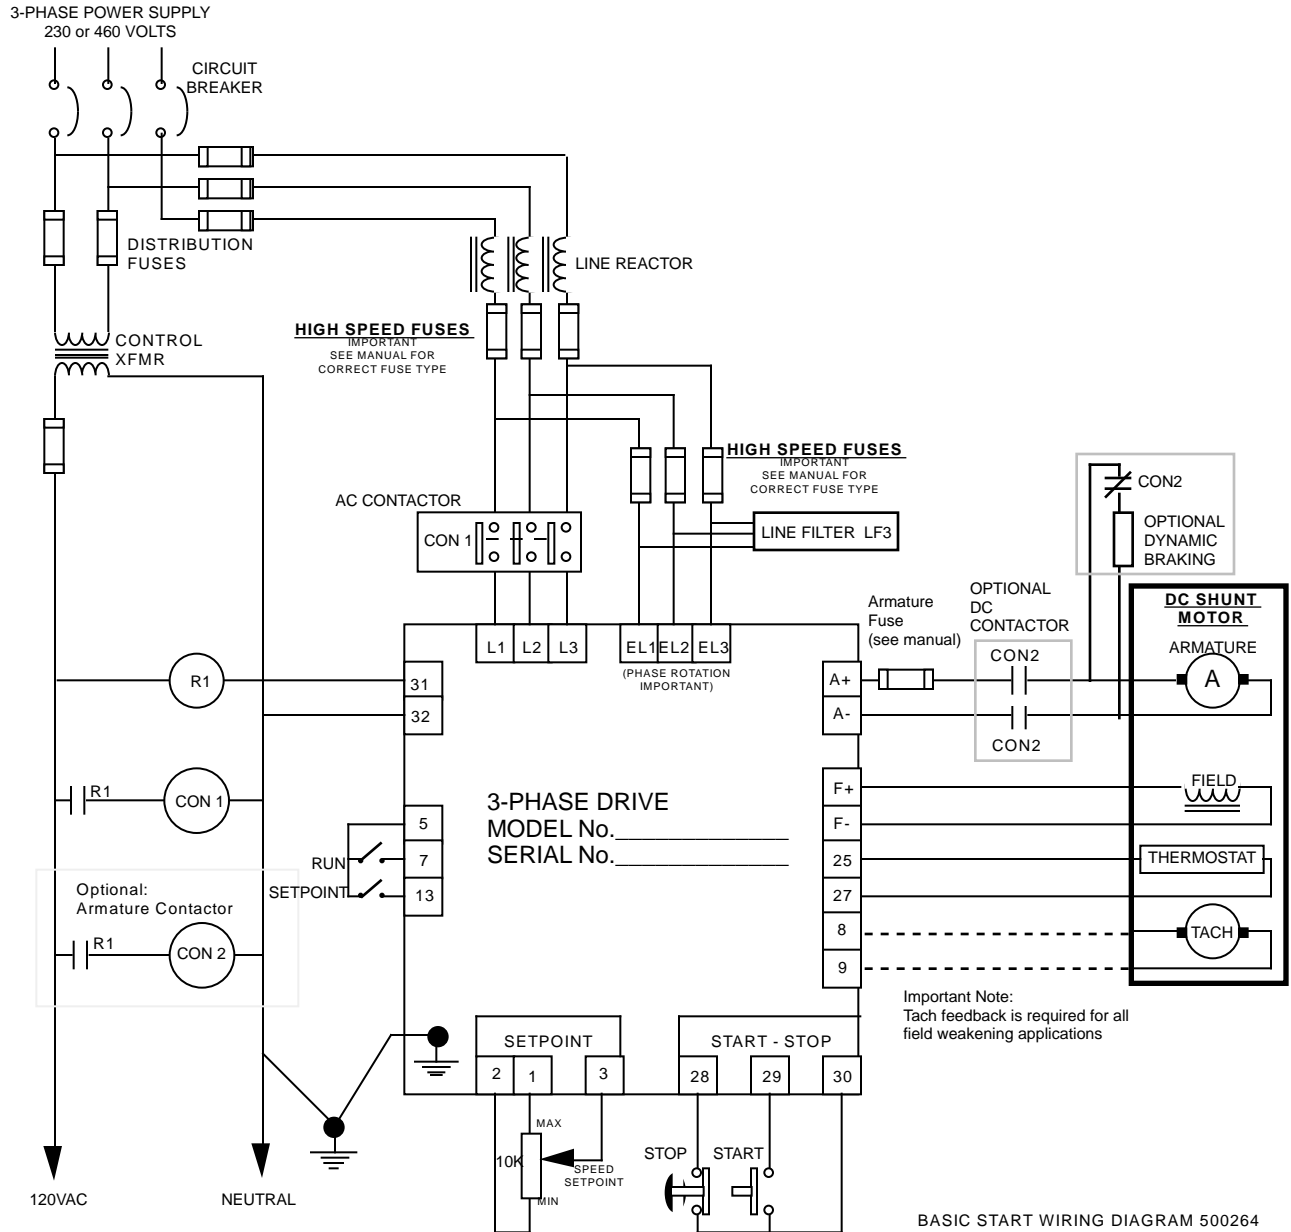 3-PHASE POWER SUPPLY
230 or 460 VOLTS
CIRCUIT
BREAKER
DISTRIBUTION
FUSES
LINE REACTOR
CONTROL
XFMR
HIGH SPEED FUSES
IMPORTANT
SEE MANUAL FOR
CORRECT FUSE TYPE
HIGH SPEED FUSES
IMPORTANT
SEE MANUAL FOR
CORRECT FUSE TYPE
AC CONTACTOR
CON 1
LINE FILTER LF3
CON2
OPTIONAL
DYNAMIC
BRAKING
Armature
Fuse
(see manual)
OPTIONAL
DC
CONTACTOR
CON2
CON2
DC SHUNT
MOTOR
ARMATURE
A
L1 L2 L3
EL1 EL2 EL3
(PHASE ROTATION
IMPORTANT)
R1
31
32
A+
A-
R1
CON 1
3-PHASE DRIVE
MODEL No._____________
SERIAL No._____________
F+
F-
FIELD
5
7
13
RUN
SETPOINT
25
27
THERMOSTAT
Optional:
Armature Contactor
R1
CON 2
8
9
TACH
Important Note:
Tach feedback is required for all
field weakening applications
SETPOINT
2 1 3
START - STOP
28 29 30
MAX
10K
SPEED
SETPOINT
MIN
STOP
START
120VAC
NEUTRAL
BASIC START WIRING DIAGRAM 500264